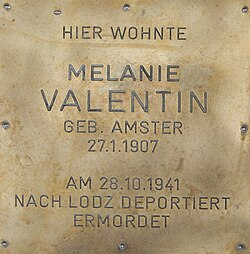 HIER WOHNTE
MELANIE
VALENTIN
GEB. AMSTER
27.1.1907
AM 28.10.1941
NACH LODZ DEPORTIERT
ERMORDET